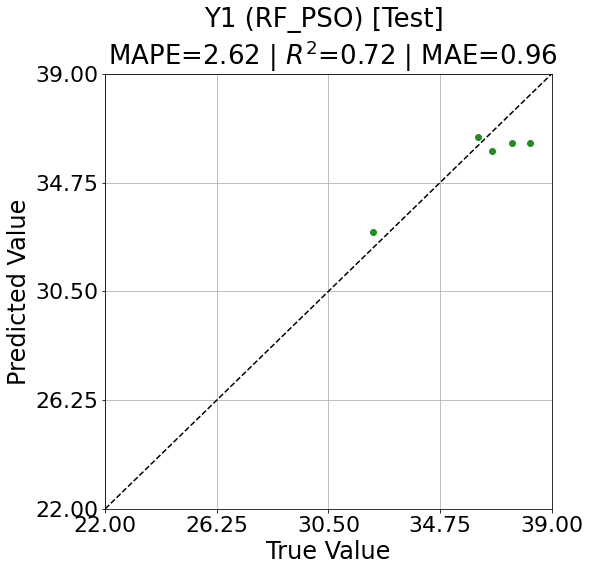 Y1 (RF_PSO) [Test]
MAPE=2.62 | R²=0.72 | MAE=0.96
39.00
34.75
30.50
26.25
22.00
Predicted Value
22.00 26.25 30.50 34.75 39.00
True Value